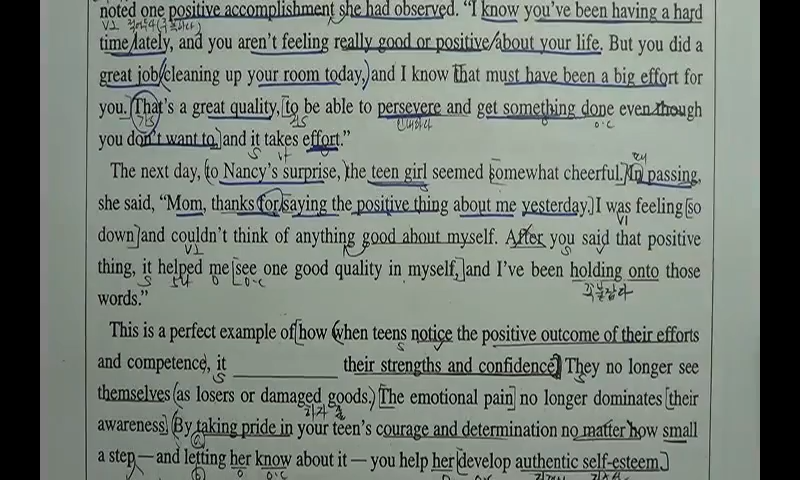 noted one positive accomplishment she had observed. "I know you've been having a hard
time lately, and you aren't feeling really good or positive about your life. But you did a
great job cleaning up your room today, and I know that must have been a big effort for
you. That's a great quality, to be able to persevere and get something done even though
인내하다
you don't want to, and it takes effort."
The next day, to Nancy's surprise, the teen girl seemed somewhat cheerful. In passing,
she said, "Mom, thanks for saying the positive thing about me yesterday. I was feeling so
down and couldn't think of anything good about myself. After you said that positive
thing, it helped me see one good quality in myself, and I've been holding onto those
꼭 붙잡다
words."
This is a perfect example of how when teens notice the positive outcome of their efforts
and competence, it __________ their strengths and confidence. They no longer see
themselves as losers or damaged goods. The emotional pain no longer dominates their
awareness. By taking pride in your teen's courage and determination no matter how small
a step — and letting her know about it — you help her develop authentic self-esteem.